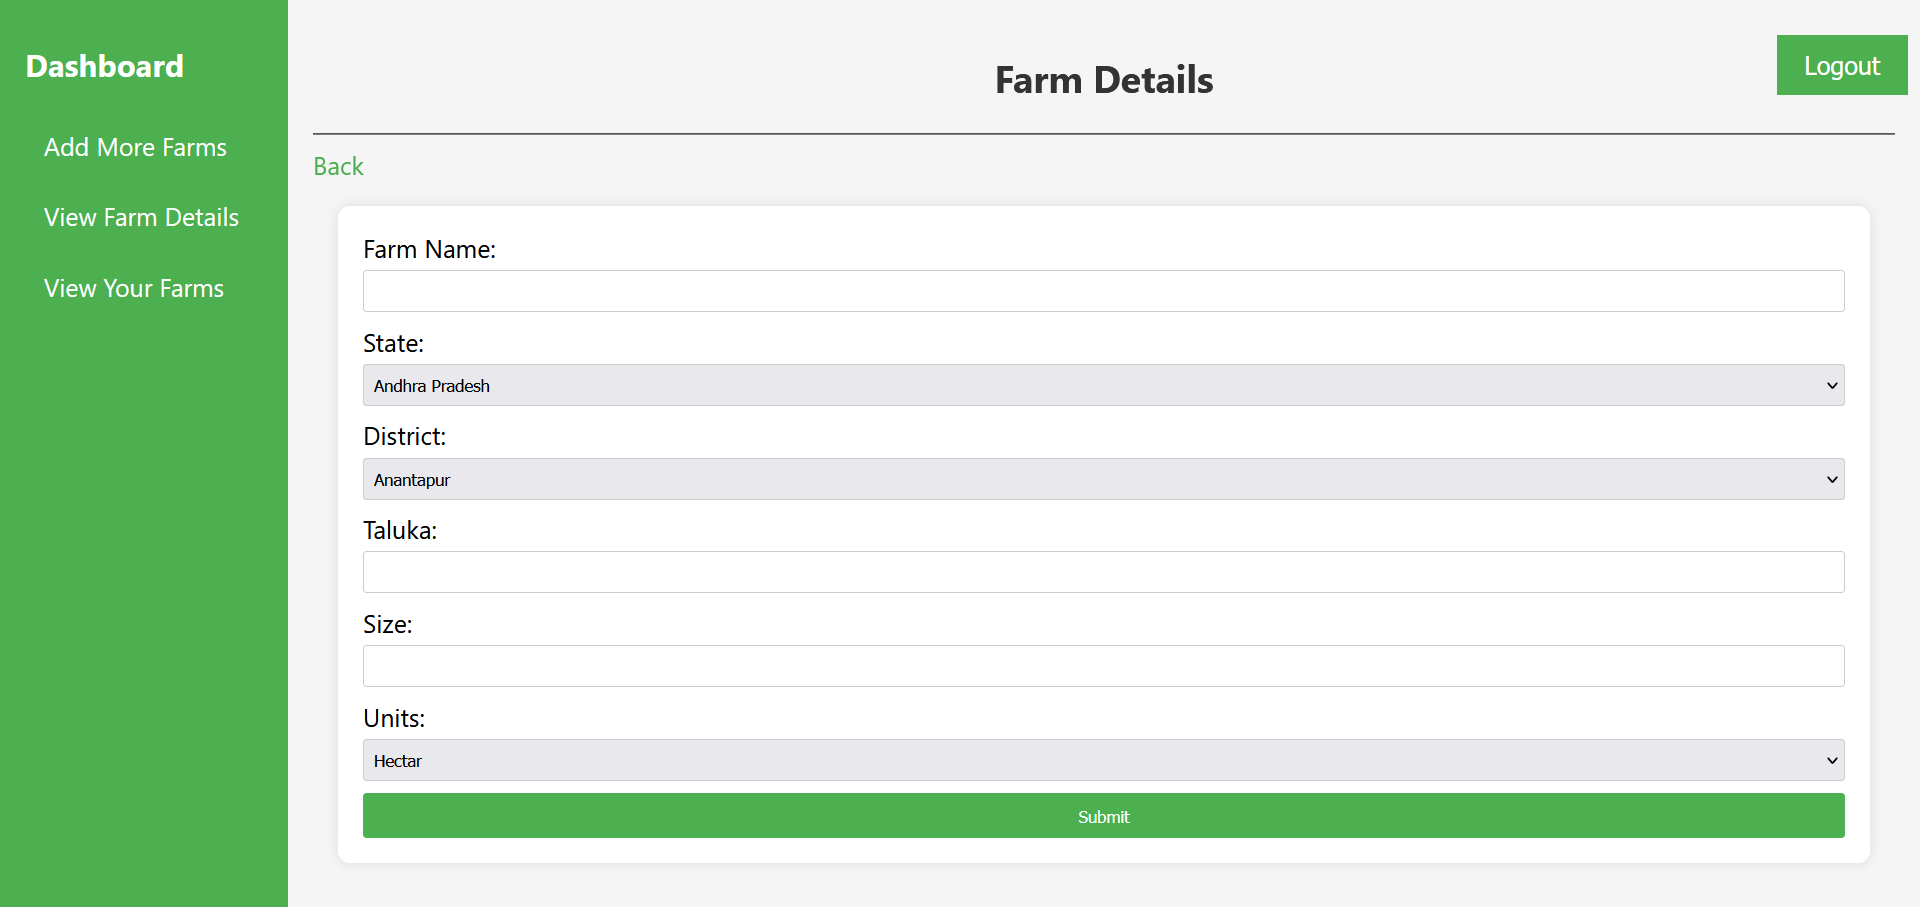 Dashboard
Add More Farms
View Farm Details
View Your Farms
Farm Details
Logout
Back
Farm Name:
State:
Andhra Pradesh
District:
Anantapur
Taluka:
Size:
Units:
Hectar
Submit